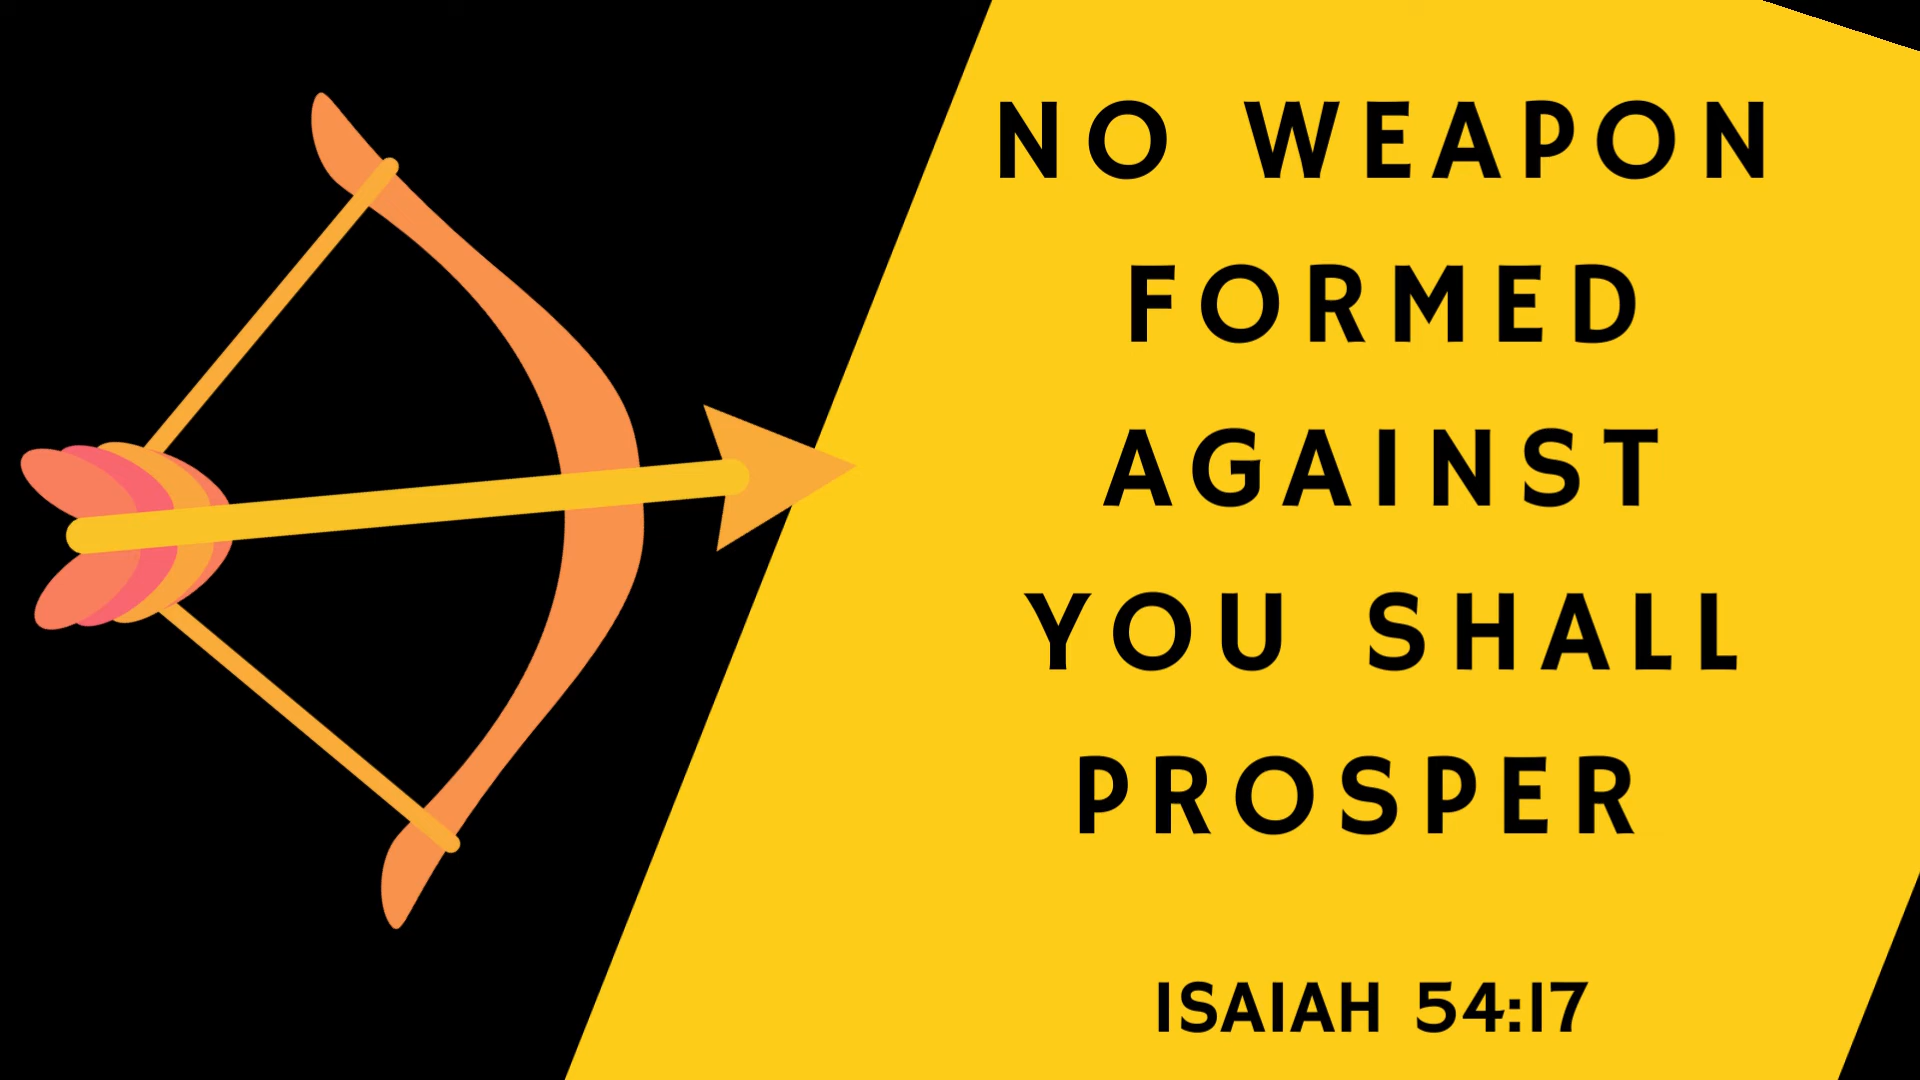 NO WEAPON
FORMED
AGAINST
YOU SHALL
PROSPER
ISAIAH 54:17